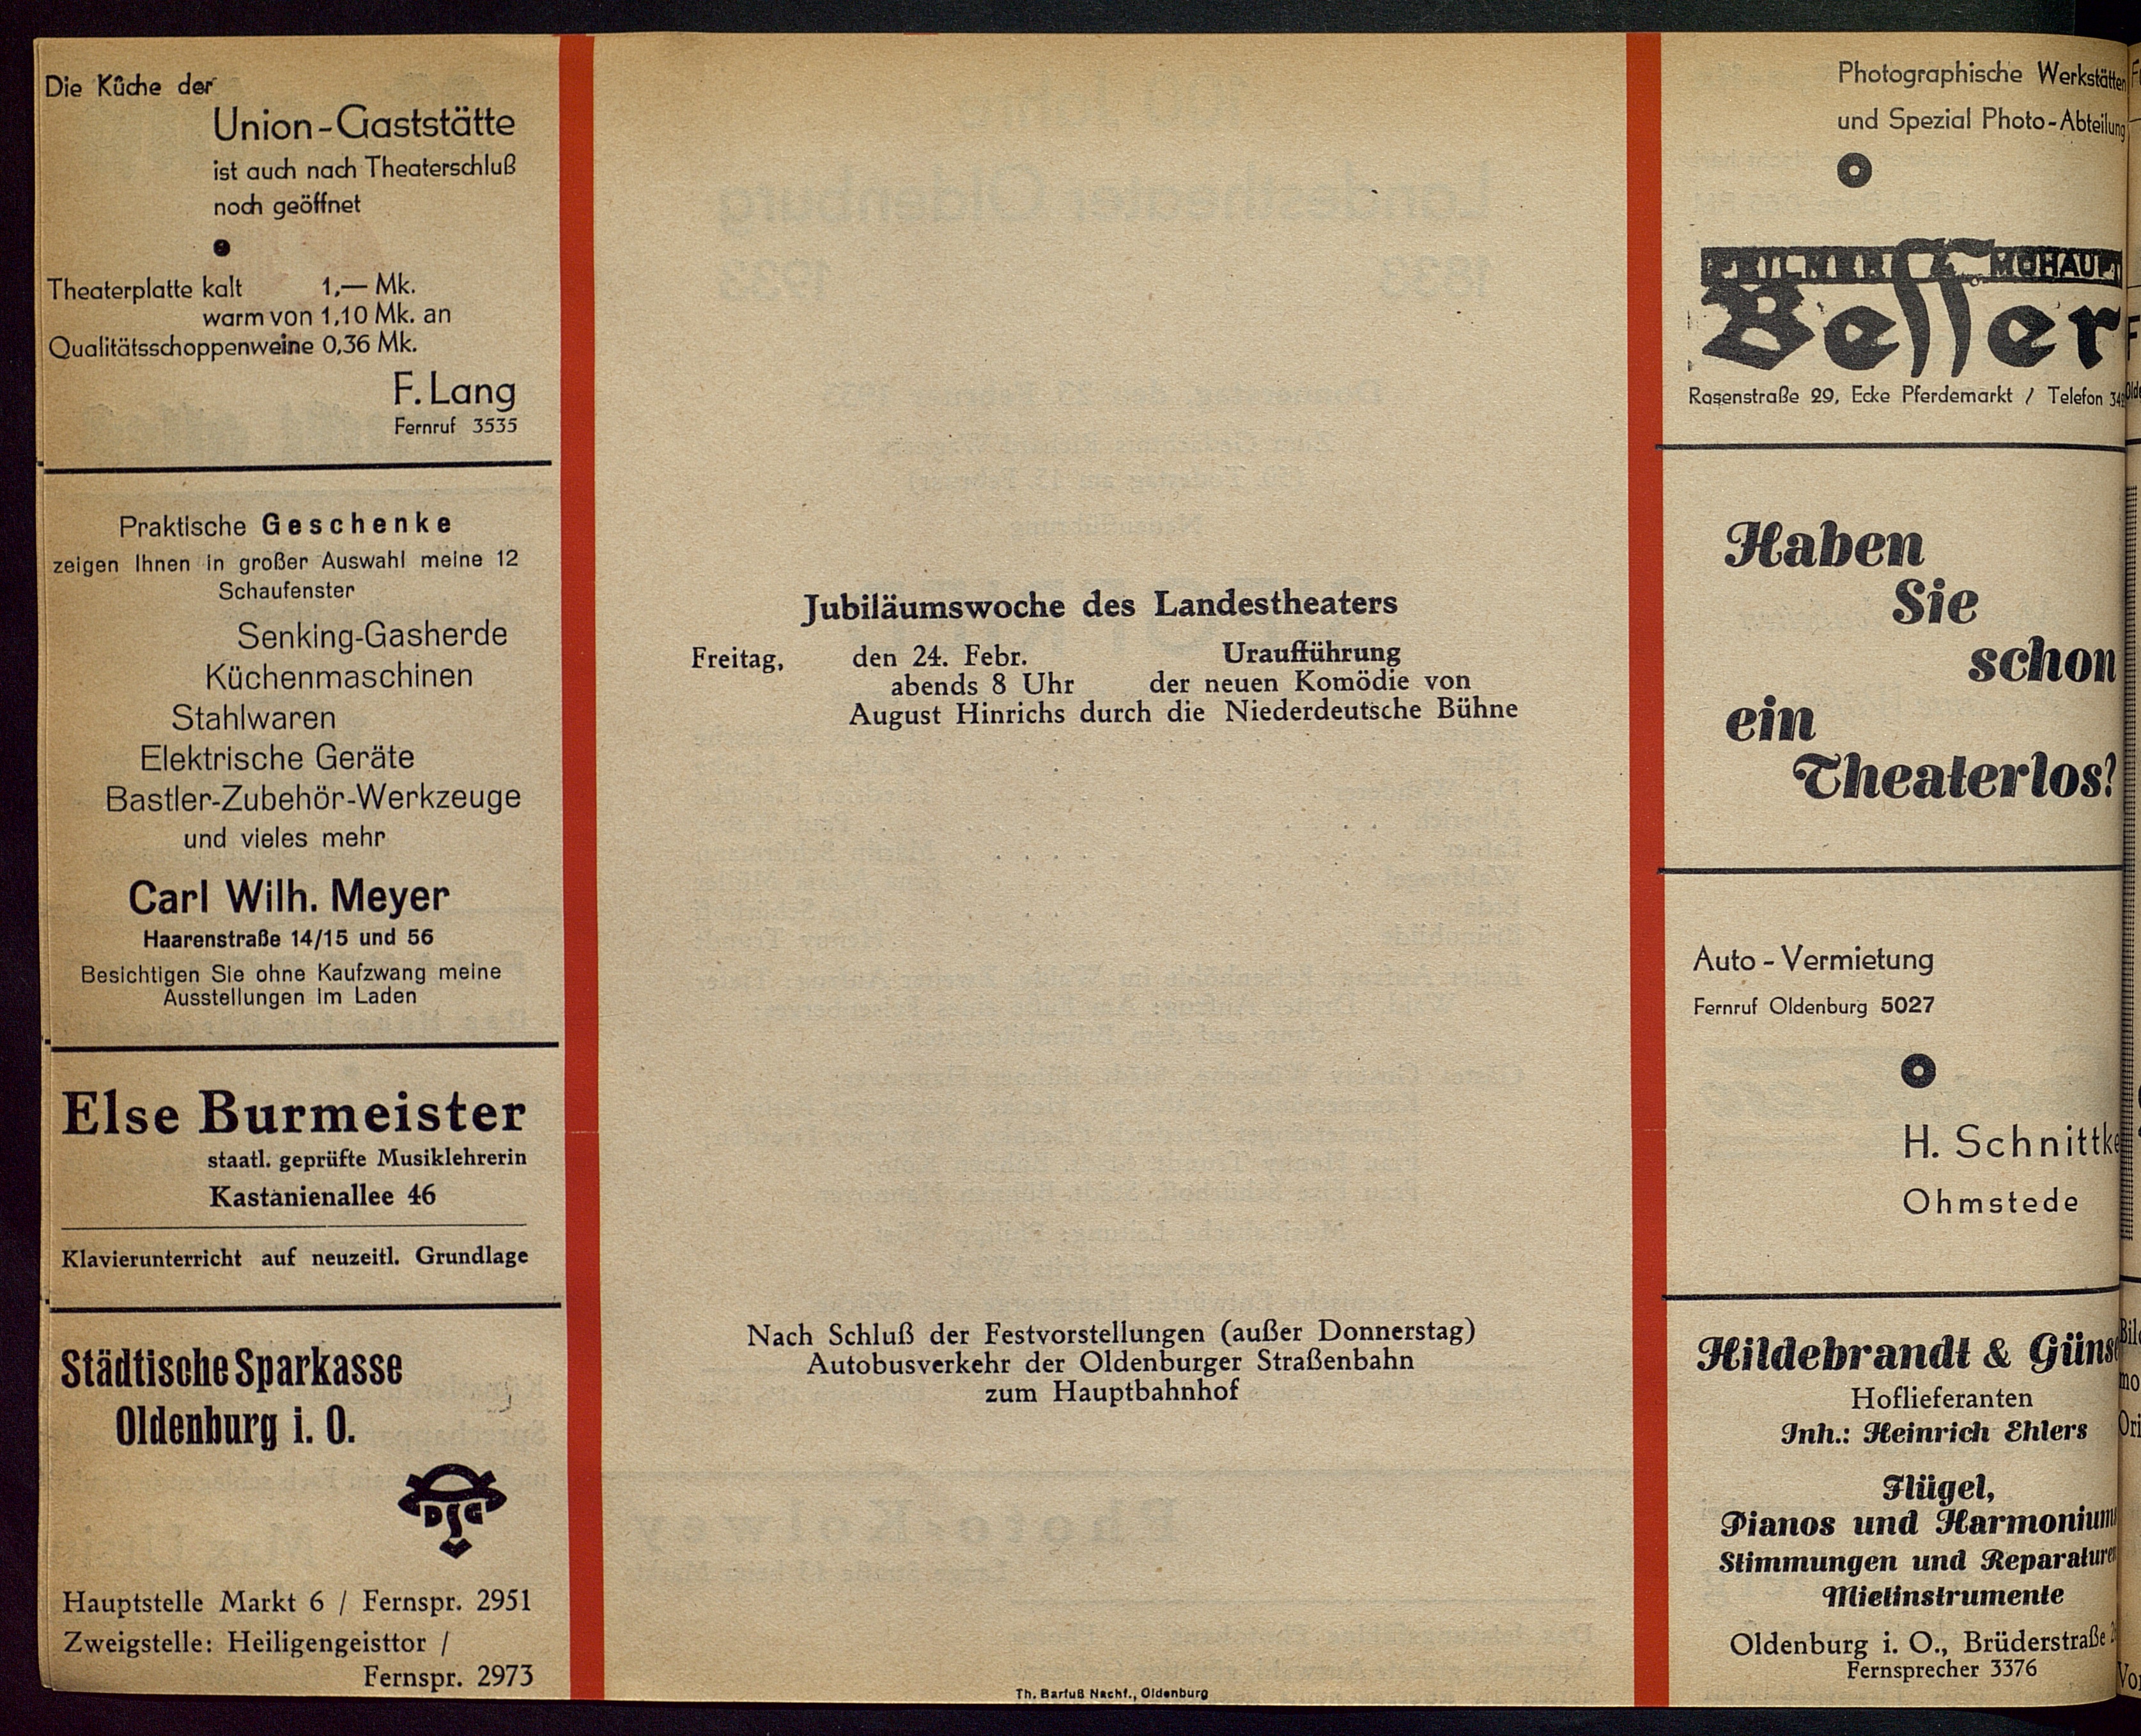 Die Küche der
Union-Gaststätte
ist auch nach Theaterschluß
noch geöffnet
Theaterplatte kalt 1,— Mk.
warm von 1,10 Mk. an
Qualitätsschoppenweine 0,36 Mk.
F. Lang
Fernruf 3535
Praktische Geschenke
zeigen Ihnen in großer Auswahl meine 12
Schaufenster
Senking-Gasherde
Küchenmaschinen
Stahlwaren
Elektrische Geräte
Bastler-Zubehör-Werkzeuge
und vieles mehr
Carl Wilh. Meyer
Haarenstraße 14/15 und 56
Besichtigen Sie ohne Kaufzwang meine
Ausstellungen im Laden
Else Burmeister
staatl. geprüfte Musiklehrerin
Kastanienallee 46
Klavierunterricht auf neuzeitl. Grundlage
Städtische Sparkasse
Oldenburg i. O.
DSG
Hauptstelle Markt 6 / Fernspr. 2951
Zweigstelle: Heiligengeisttor /
Fernspr. 2973
Jubiläumswoche des Landestheaters
Freitag, den 24. Febr. Uraufführung
abends 8 Uhr der neuen Komödie von
August Hinrichs durch die Niederdeutsche Bühne
Nach Schluß der Festvorstellungen (außer Donnerstag)
Autobusverkehr der Oldenburger Straßenbahn
zum Hauptbahnhof
Th. Barfuß Nachf., Oldenburg
Photographische Werkstätten
und Spezial Photo-Abteilung
MOHAUPT
Besser
Rosenstraße 29, Ecke Pferdemarkt / Telefon
Haben
Sie
schon
ein
Theaterlos?
Auto-Vermietung
Fernruf Oldenburg 5027
H. Schnittke
Ohmstede
Hildebrandt &
Hoflieferanten
Inh.: Heinrich Ehlers
Flügel,
Pianos und Harmoniums
Stimmungen und Reparaturen
Mietinstrumente
Oldenburg i. O., Brüderstraße
Fernsprecher 3376